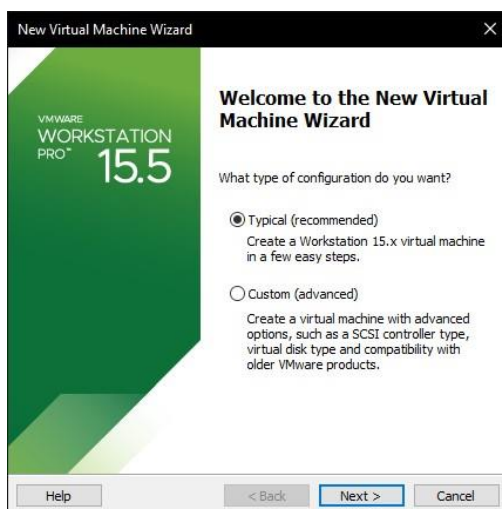 New Virtual Machine Wizard
VMWARE
WORKSTATION
PRO™ 15.5
Welcome to the New Virtual
Machine Wizard
What type of configuration do you want?
Typical (recommended)
Create a Workstation 15.x virtual machine
in a few easy steps.
Custom (advanced)
Create a virtual machine with advanced
options, such as a SCSI controller type,
virtual disk type and compatibility with
older VMware products.
Help
< Back
Next >
Cancel